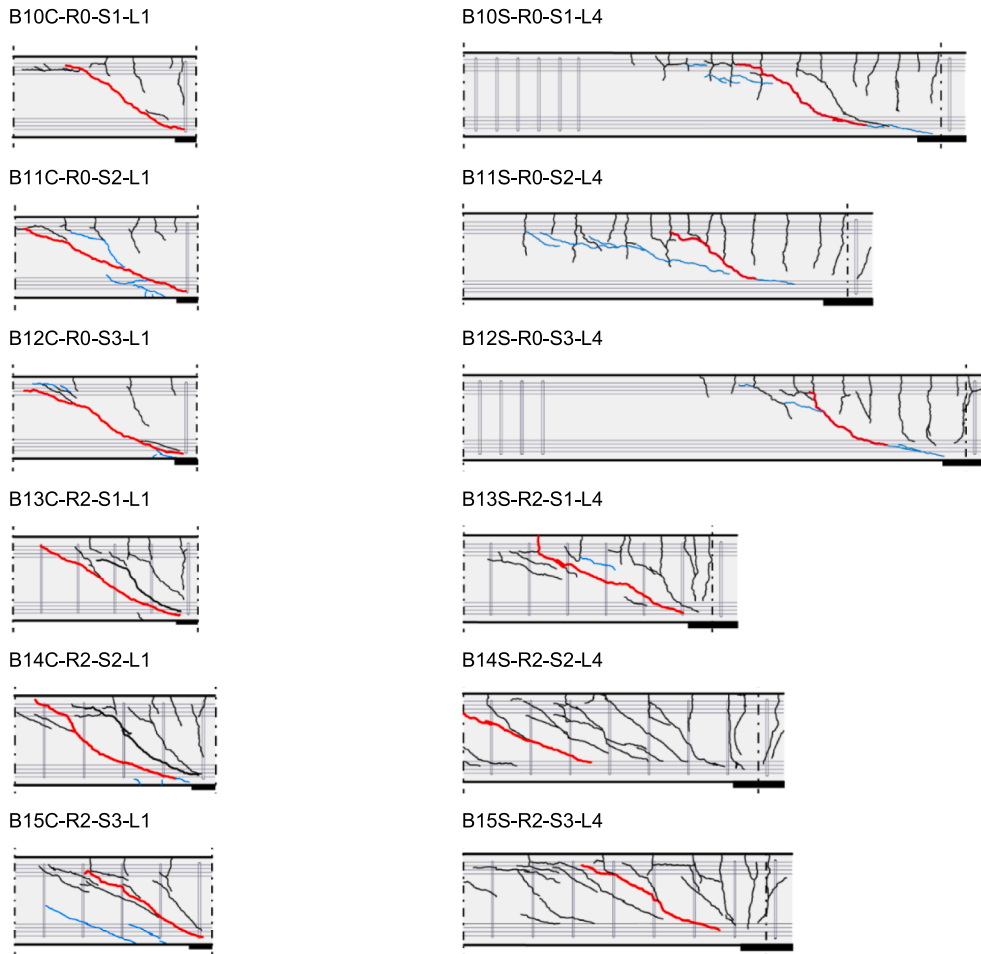 B10C-R0-S1-L1
B10S-R0-S1-L4
B11C-R0-S2-L1
B11S-R0-S2-L4
B12C-R0-S3-L1
B12S-R0-S3-L4
B13C-R2-S1-L1
B13S-R2-S1-L4
B14C-R2-S2-L1
B14S-R2-S2-L4
B15C-R2-S3-L1
B15S-R2-S3-L4